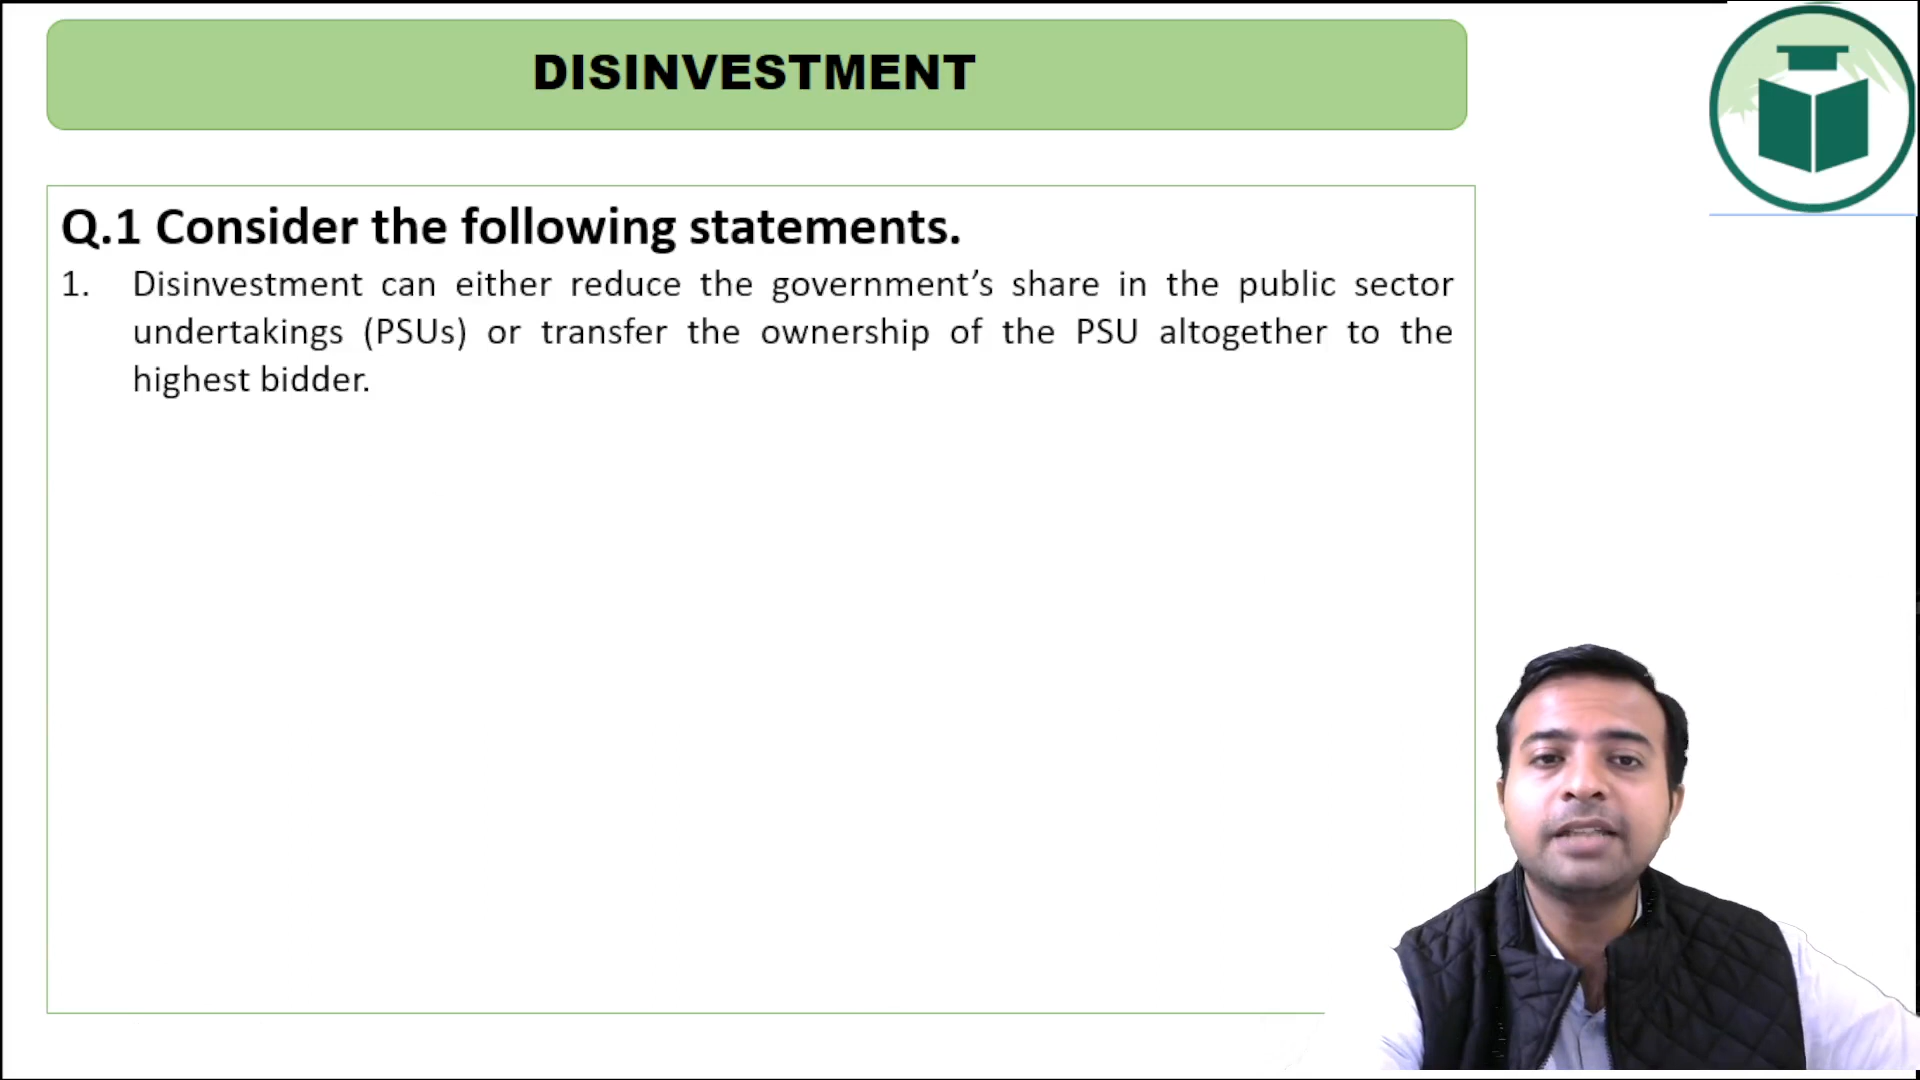 DISINVESTMENT
Q.1 Consider the following statements.
1. Disinvestment can either reduce the government’s share in the public sector
undertakings (PSUs) or transfer the ownership of the PSU altogether to the
highest bidder.